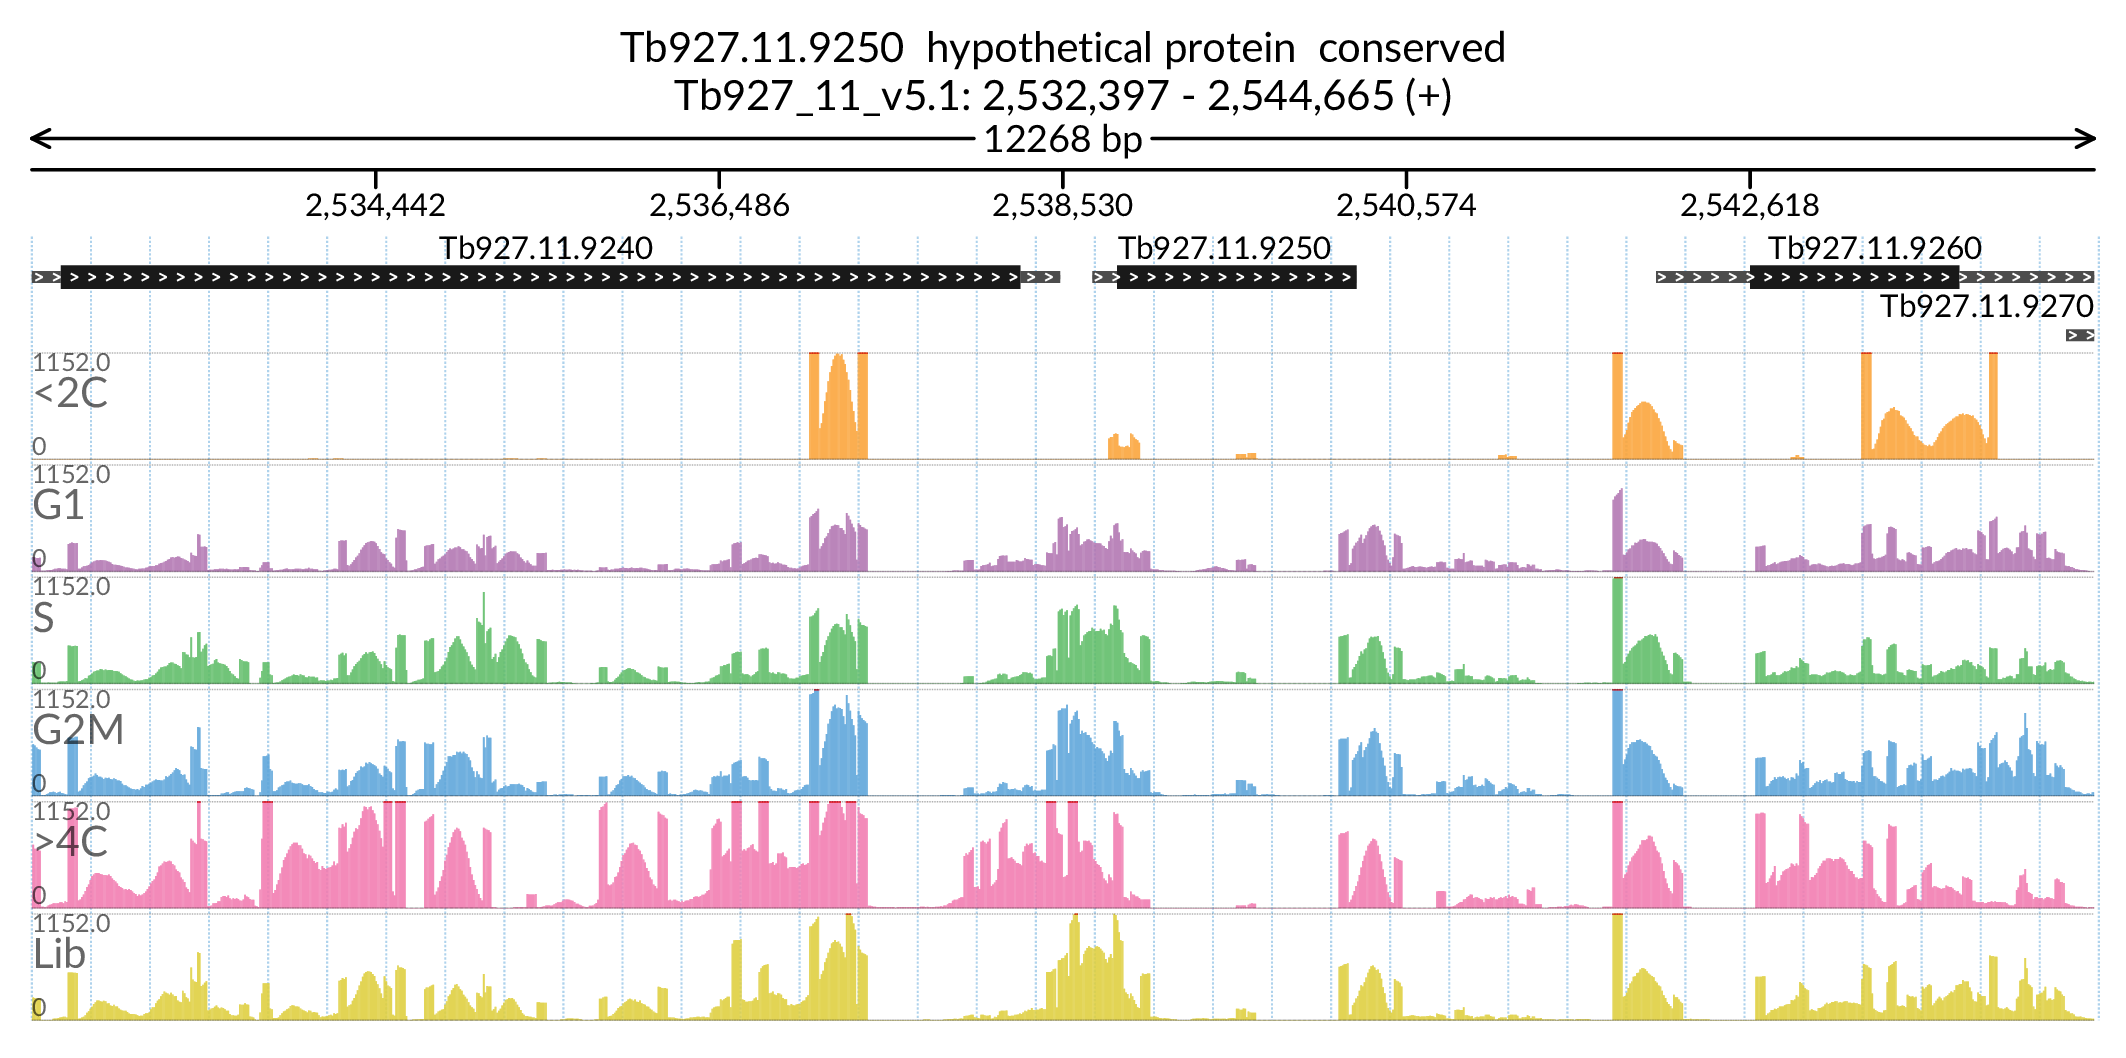 Tb927.11.9250  hypothetical protein  conserved
Tb927_11_v5.1: 2,532,397 - 2,544,665 (+)
12268 bp
2,534,442 2,536,486 2,538,530 2,540,574 2,542,618
Tb927.11.9240 Tb927.11.9250 Tb927.11.9260
Tb927.11.9270
1152.0
<2C
0
1152.0
G1
0
1152.0
S
0
1152.0
G2M
0
1152.0
>4C
0
1152.0
Lib
0